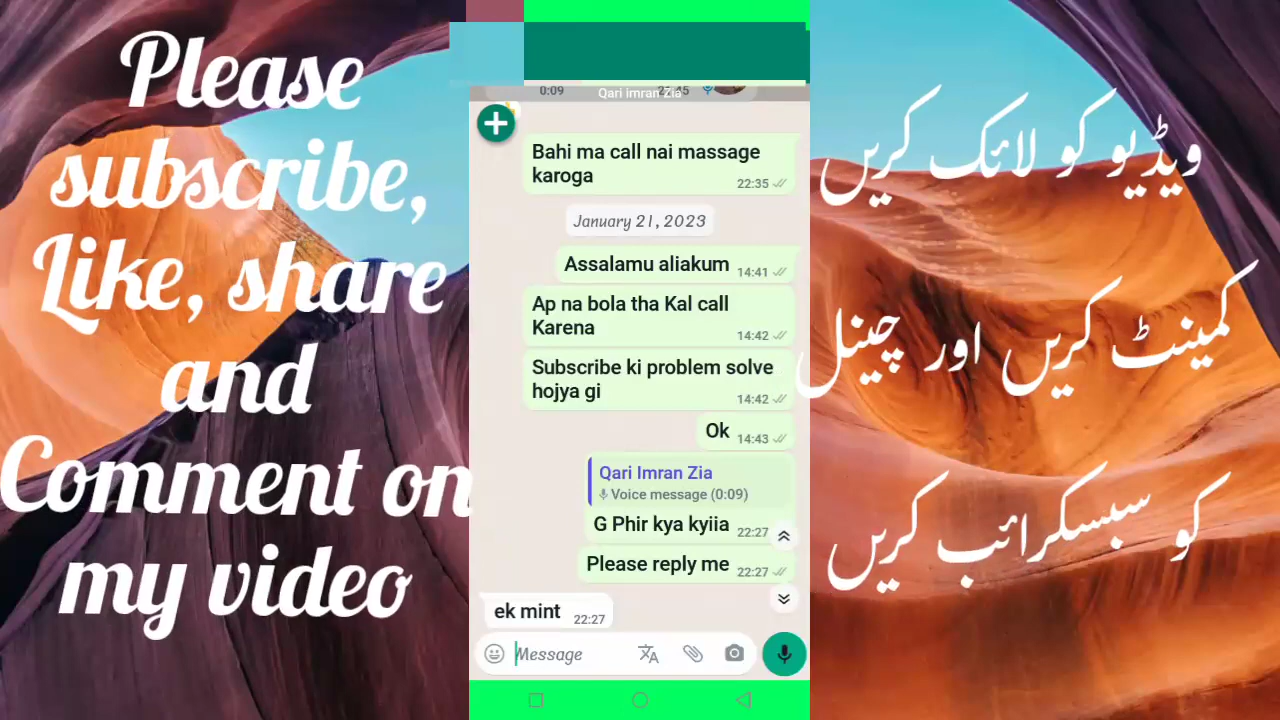 Please
subscribe,
Like, share
and
Comment on
my video
0:09
22:45
Qari imran Zia
Bahi ma call nai massage
karoga
22:35
January 21, 2023
Assalamu aliakum
14:41
Ap na bola tha Kal call
Karena
14:42
Subscribe ki problem solve
hojya gi
14:42
Ok
14:43
Qari Imran Zia
Voice message (0:09)
G Phir kya kyiia
22:27
Please reply me
22:27
ek mint
22:27
Message
ویڈیو کو لائک کریں
کمینٹ کریں اور چینل
کو سبسکرائب کریں